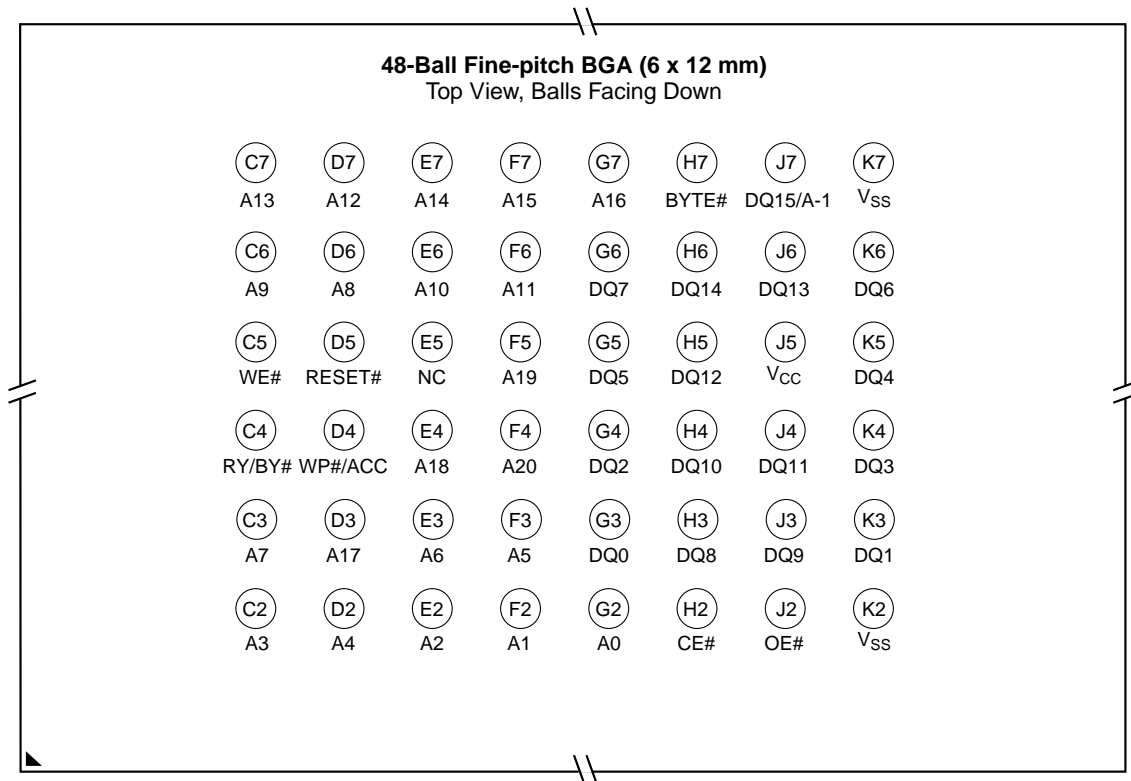 48-Ball Fine-pitch BGA (6 x 12 mm)
Top View, Balls Facing Down
C7 D7 E7 F7 G7 H7 J7 K7
A13 A12 A14 A15 A16 BYTE# DQ15/A-1 VSS
C6 D6 E6 F6 G6 H6 J6 K6
A9 A8 A10 A11 DQ7 DQ14 DQ13 DQ6
C5 D5 E5 F5 G5 H5 J5 K5
WE# RESET# NC A19 DQ5 DQ12 VCC DQ4
C4 D4 E4 F4 G4 H4 J4 K4
RY/BY# WP#/ACC A18 A20 DQ2 DQ10 DQ11 DQ3
C3 D3 E3 F3 G3 H3 J3 K3
A7 A17 A6 A5 DQ0 DQ8 DQ9 DQ1
C2 D2 E2 F2 G2 H2 J2 K2
A3 A4 A2 A1 A0 CE# OE# VSS